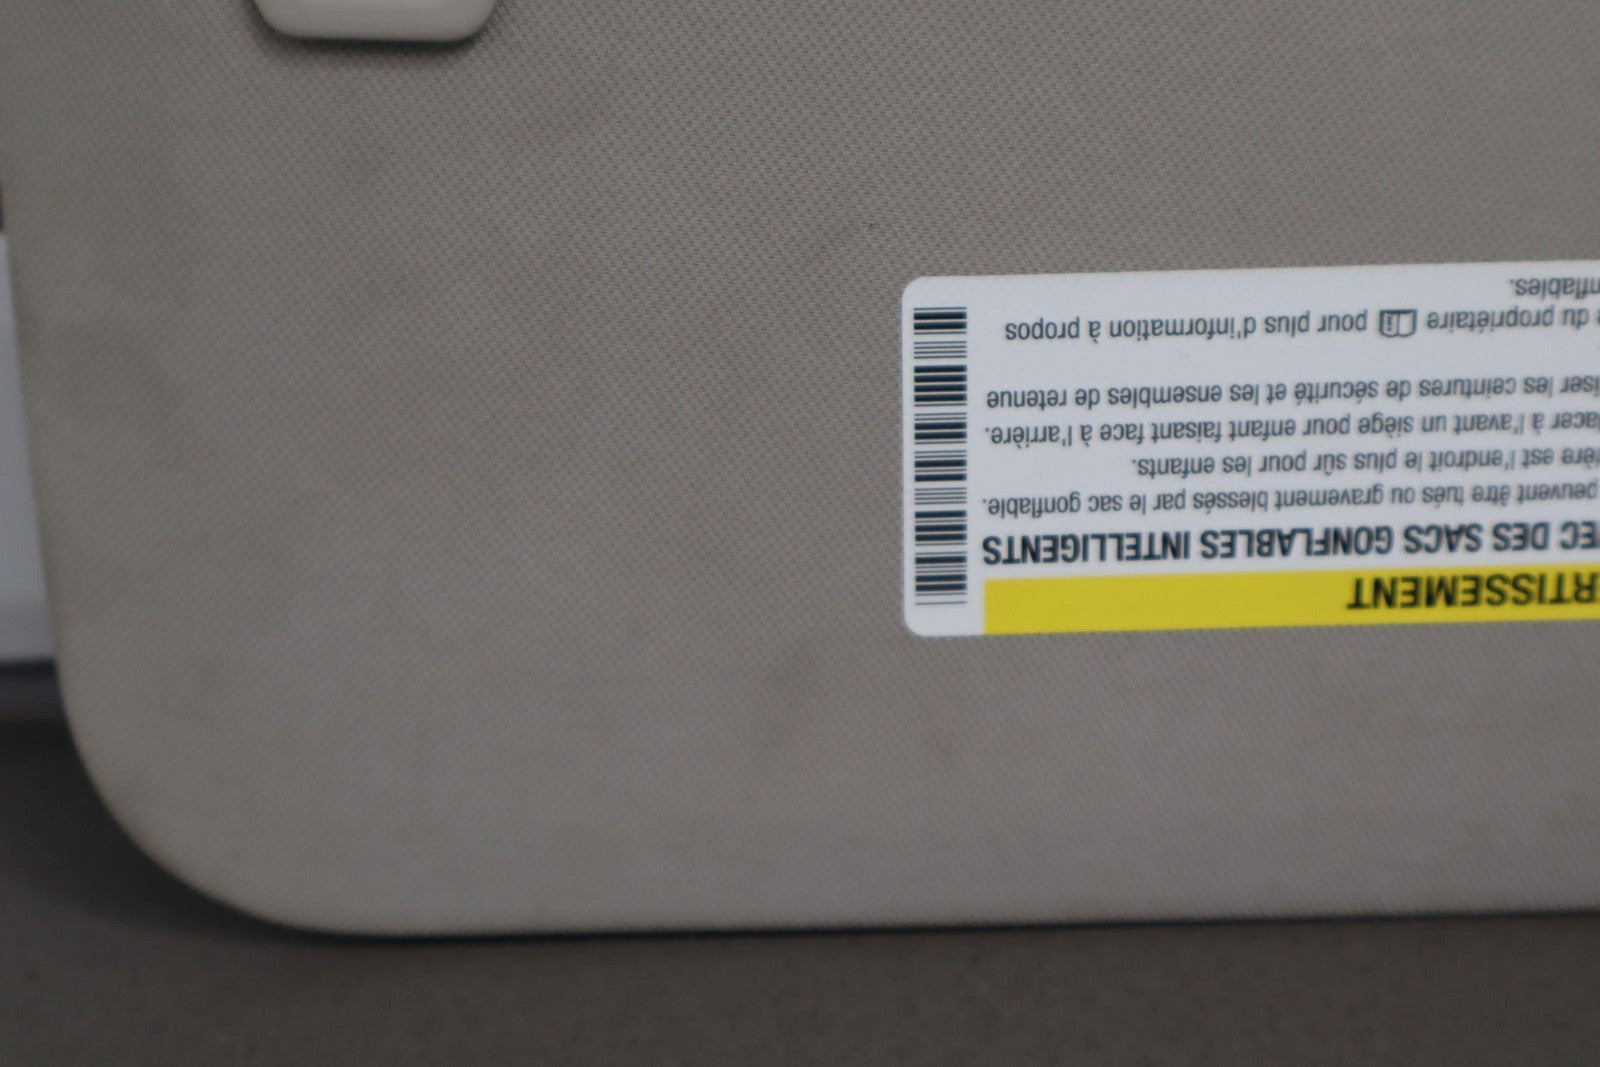 RTISSEMENT
EC DES SACS GONFLABLES INTELLIGENTS
peuvent être tués ou gravement blessés par le sac gonflable.
ière est l'endroit le plus sûr pour les enfants.
lacer à l'avant un siège pour enfant faisant face à l'arrière.
iser les ceintures de sécurité et les ensembles de retenue
du propriétaire pour plus d'information à propos
nflables.